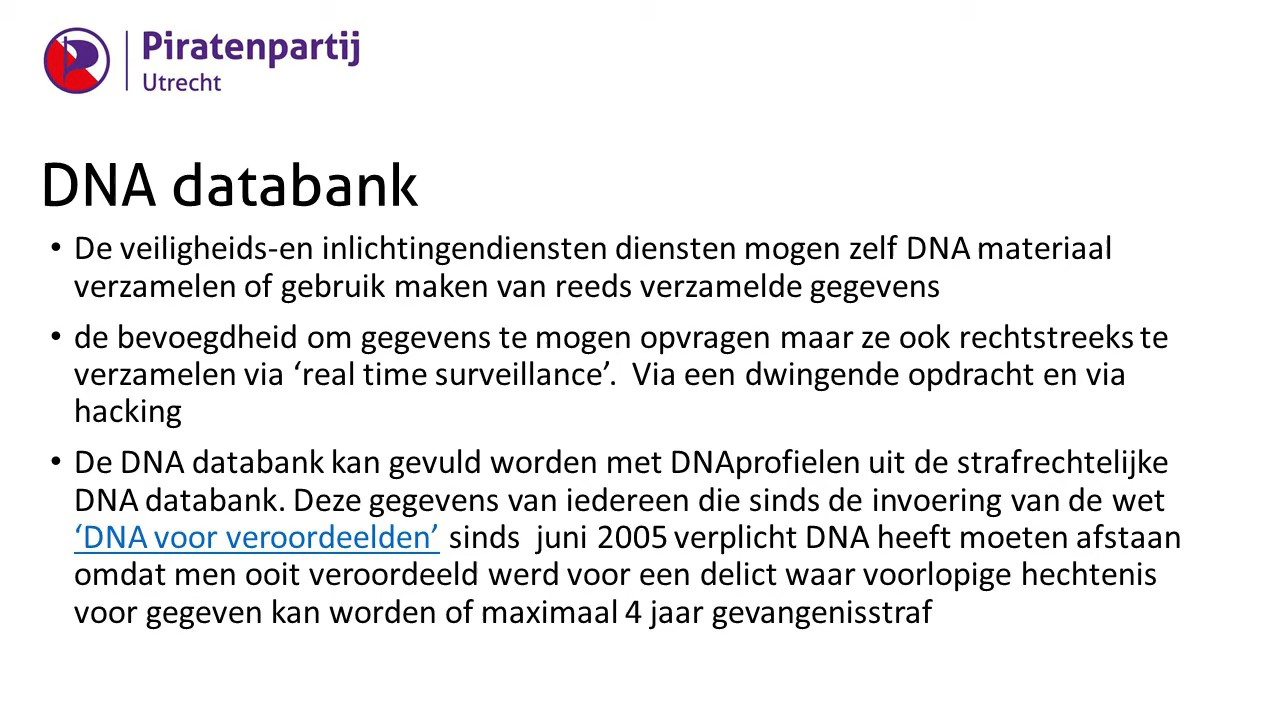 Piratenpartij
Utrecht
DNA databank
• De veiligheids-en inlichtingendiensten diensten mogen zelf DNA materiaal
verzamelen of gebruik maken van reeds verzamelde gegevens
• de bevoegdheid om gegevens te mogen opvragen maar ze ook rechtstreeks te
verzamelen via ‘real time surveillance’. Via een dwingende opdracht en via
hacking
• De DNA databank kan gevuld worden met DNAprofielen uit de strafrechtelijke
DNA databank. Deze gegevens van iedereen die sinds de invoering van de wet
‘DNA voor veroordeelden’ sinds juni 2005 verplicht DNA heeft moeten afstaan
omdat men ooit veroordeeld werd voor een delict waar voorlopige hechtenis
voor gegeven kan worden of maximaal 4 jaar gevangenisstraf